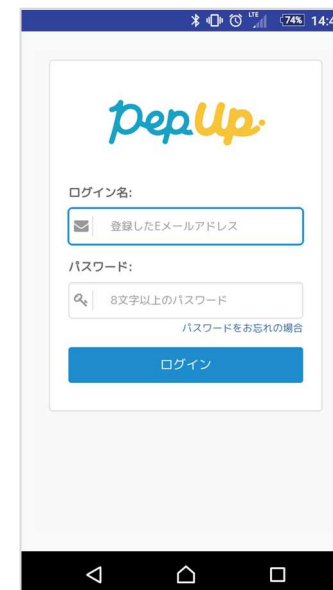 LTE 74% 14:4
PepUp
ログイン名:
登録したEメールアドレス
パスワード:
8文字以上のパスワード
パスワードをお忘れの場合
ログイン